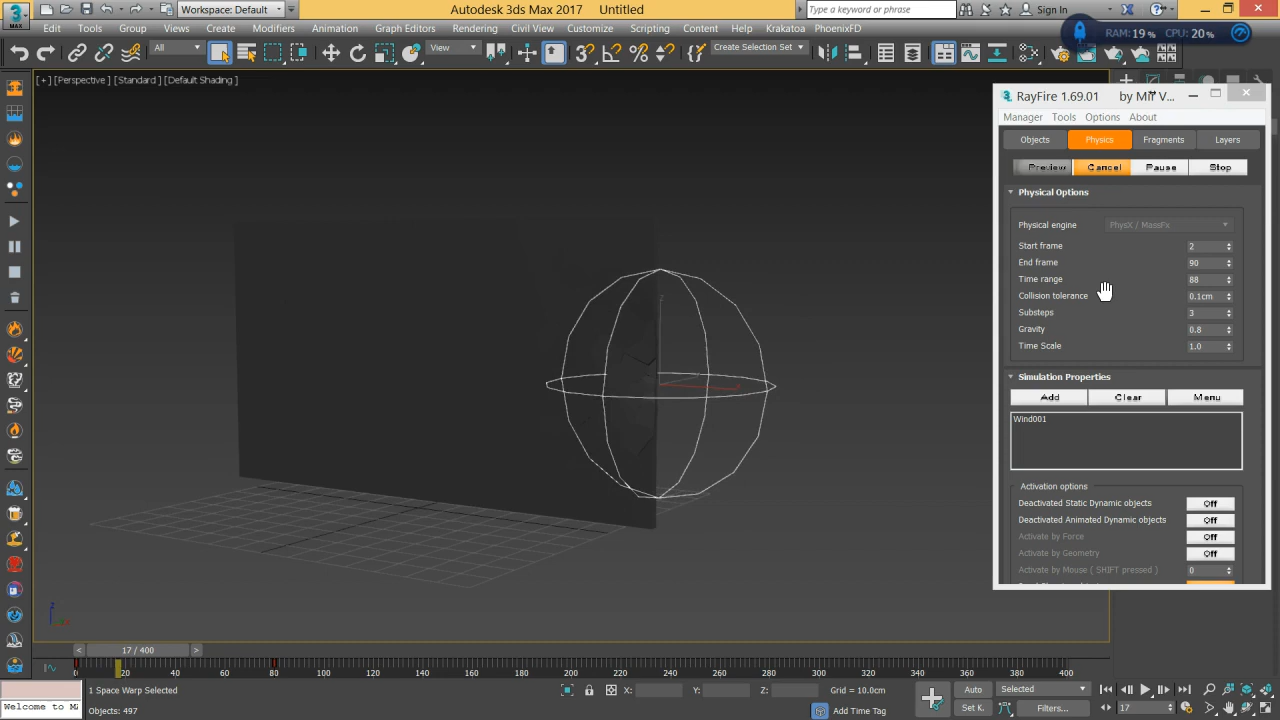 Autodesk 3ds Max 2017 Untitled
Workspace: Default
Type a keyword or phrase
Sign In
Edit Tools Group Views Create Modifiers Animation Graph Editors Rendering Civil View Customize Scripting Content Help Krakatoa PhoenixFD
RAM: 19 % CPU: 20 %
All
View
Create Selection Set
[+] [Perspective] [Standard] [Default Shading]
RayFire 1.69.01 by Mir V...
Manager Tools Options About
Objects Physics Fragments Layers
Preview Cancel Pause Stop
Physical Options
Physical engine PhysX / MassFx
Start frame 2
End frame 90
Time range 88
Collision tolerance 0.1cm
Substeps 3
Gravity 0.8
Time Scale 1.0
Simulation Properties
Add Clear Menu
Wind001
Activation options
Deactivated Static Dynamic objects Off
Deactivated Animated Dynamic objects Off
Activate by Force Off
Activate by Geometry Off
Activate by Mouse ( SHIFT pressed ) 0
< 17 / 400 >
0 20 40 60 80 100 120 140 160 180 200 220 240 260 280 300 320 340 360 380 400
1 Space Warp Selected
X: Y: Z: Grid = 10.0cm
Auto Selected
Welcome to M
Objects: 497
Add Time Tag
Set K. Filters...
17